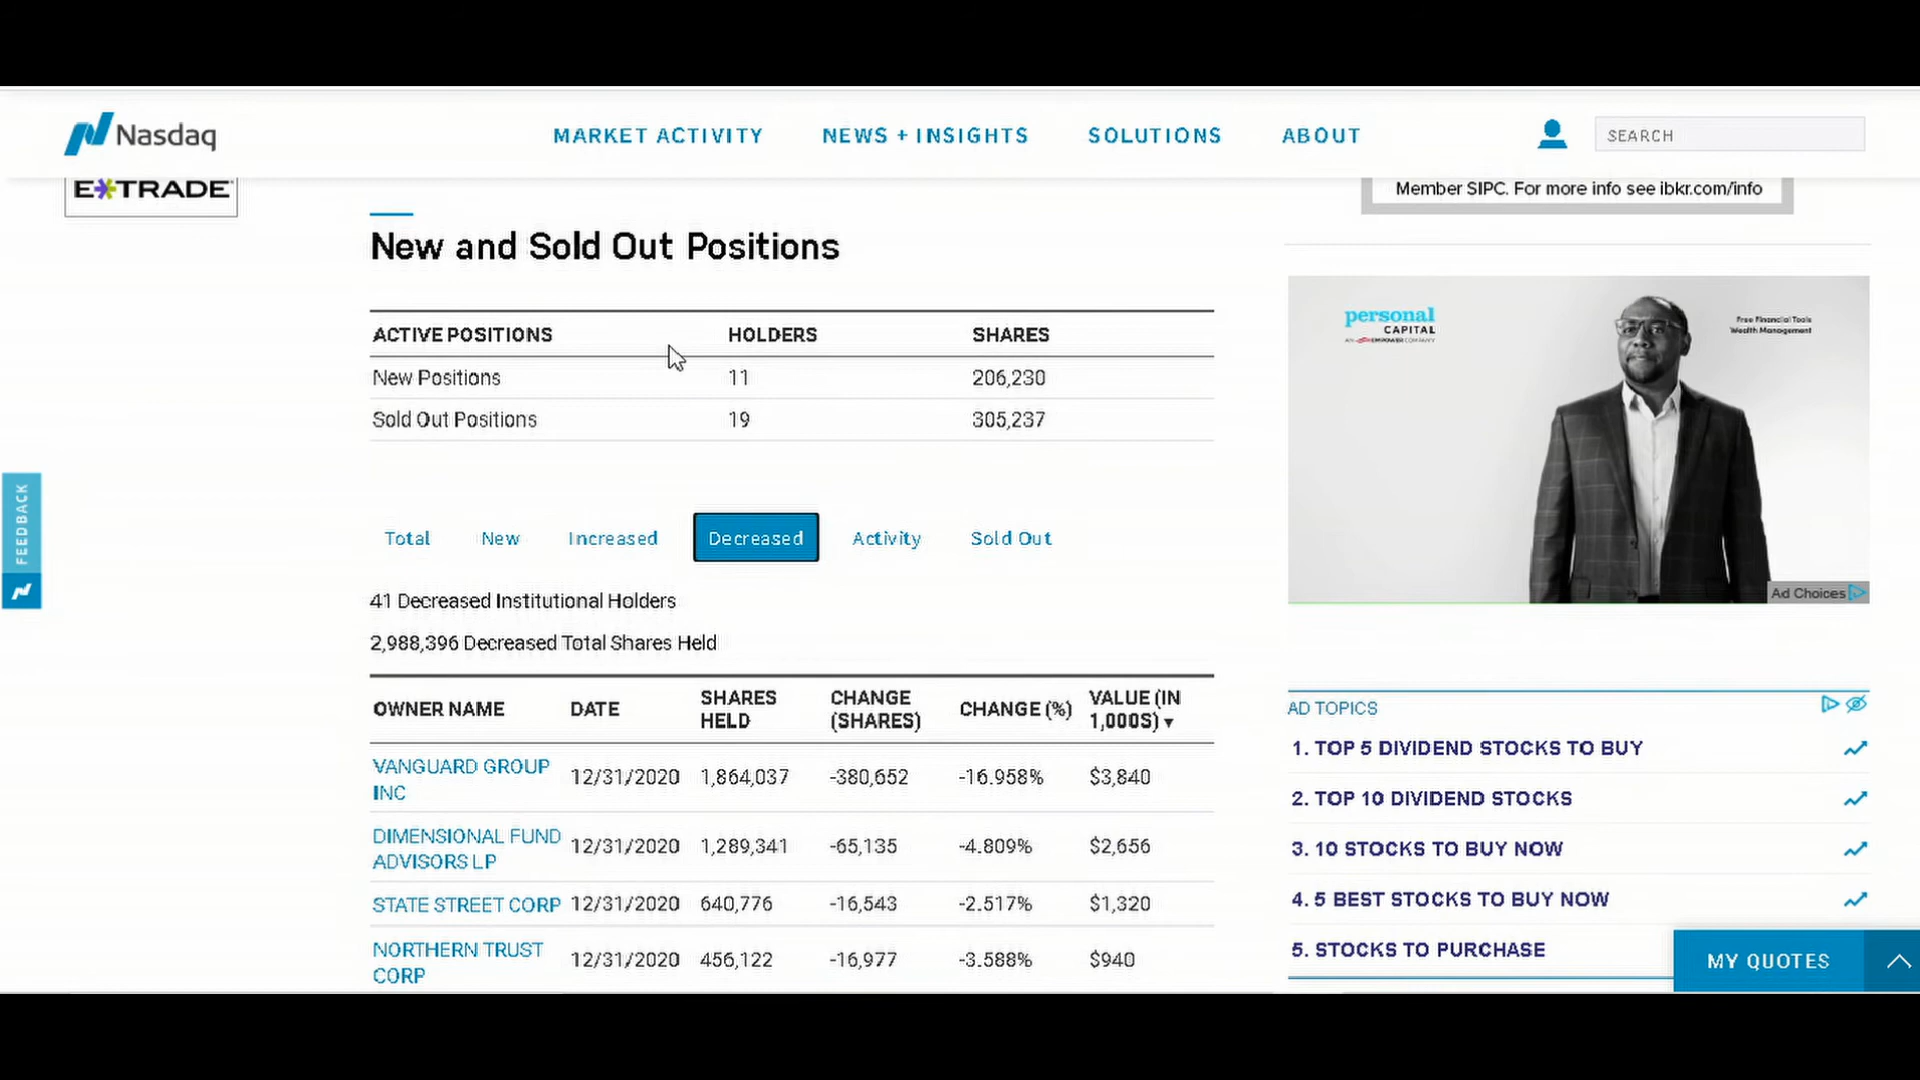 Nasdaq
MARKET ACTIVITY
NEWS + INSIGHTS
SOLUTIONS
ABOUT
SEARCH
E*TRADE
Member SIPC. For more info see ibkr.com/info
New and Sold Out Positions
ACTIVE POSITIONS HOLDERS SHARES
New Positions 11 206,230
Sold Out Positions 19 305,237
FEEDBACK
Total New Increased Decreased Activity Sold Out
41 Decreased Institutional Holders
2,988,396 Decreased Total Shares Held
OWNER NAME DATE SHARES HELD CHANGE (SHARES) CHANGE (%) VALUE (IN 1,000S) ▼
VANGUARD GROUP INC 12/31/2020 1,864,037 -380,652 -16.958% $3,840
DIMENSIONAL FUND ADVISORS LP 12/31/2020 1,289,341 -65,135 -4.809% $2,656
STATE STREET CORP 12/31/2020 640,776 -16,543 -2.517% $1,320
NORTHERN TRUST CORP 12/31/2020 456,122 -16,977 -3.588% $940
personal
CAPITAL
AN EMPOWER COMPANY
Free Financial Tools
Wealth Management
Ad Choices
AD TOPICS
1. TOP 5 DIVIDEND STOCKS TO BUY
2. TOP 10 DIVIDEND STOCKS
3. 10 STOCKS TO BUY NOW
4. 5 BEST STOCKS TO BUY NOW
5. STOCKS TO PURCHASE
MY QUOTES